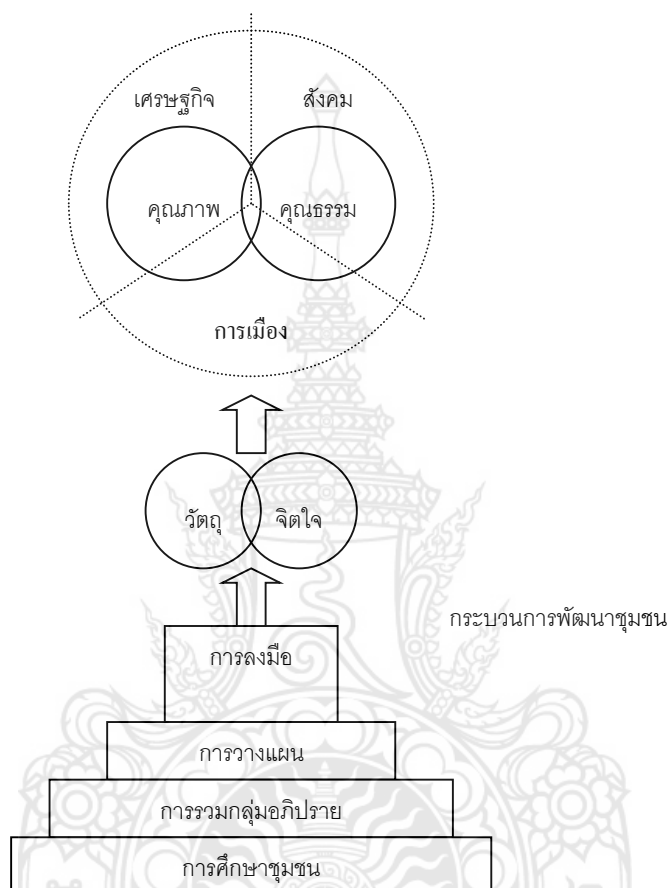 เศรษฐกิจ
สังคม
คุณภาพ
คุณธรรม
การเมือง
วัตถุ
จิตใจ
กระบวนการพัฒนาชุมชน
การลงมือ
การวางแผน
การรวมกลุ่มอภิปราย
การศึกษาชุมชน